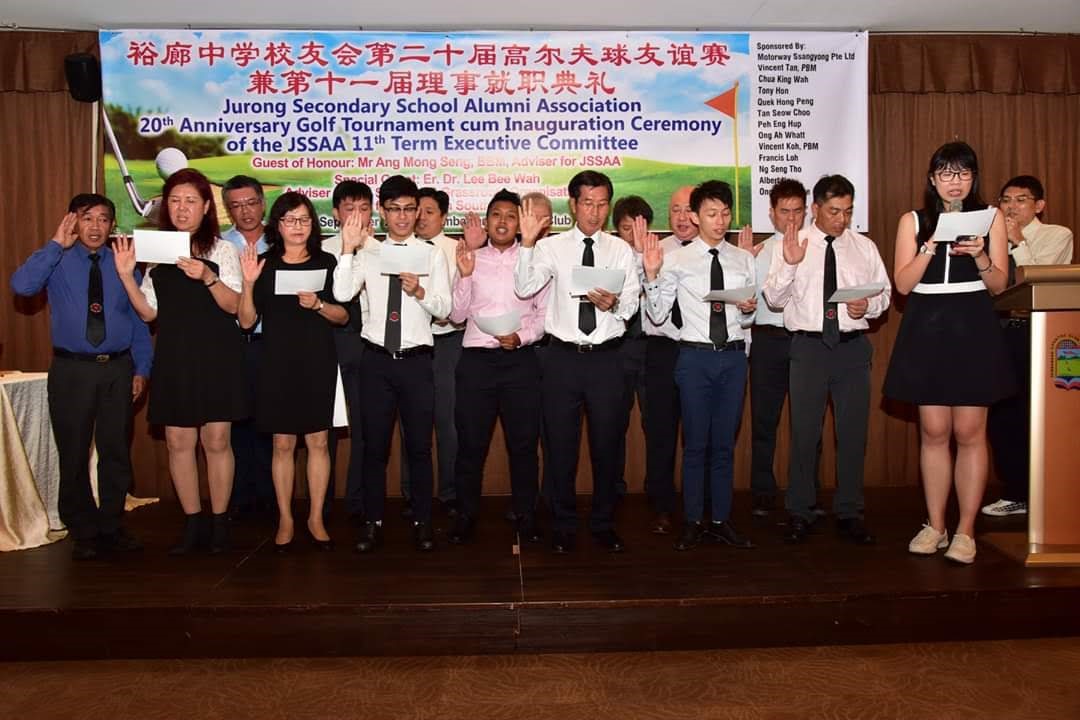 裕廊中学校友会第二十届高尔夫球友谊赛
兼第十一届理事就职典礼
Jurong Secondary School Alumni Association
20th Anniversary Golf Tournament cum Inauguration Ceremony
of the JSSAA 11th Term Executive Committee
Guest of Honour: Mr Ang Mong Seng, BBM, Adviser for JSSAA
Special Guest: Er. Dr. Lee Bee Wah
Adviser
Club
Sponsored By:
Motorway Ssangyong Pte Ltd
Vincent Tan, PBM
Chua King Wah
Tony Hon
Quek Hong Peng
Tan Seow Choo
Peh Eng Hup
Ong Ah Whatt
Vincent Koh, PBM
Francis Loh
Ng Seng Tho
Albert